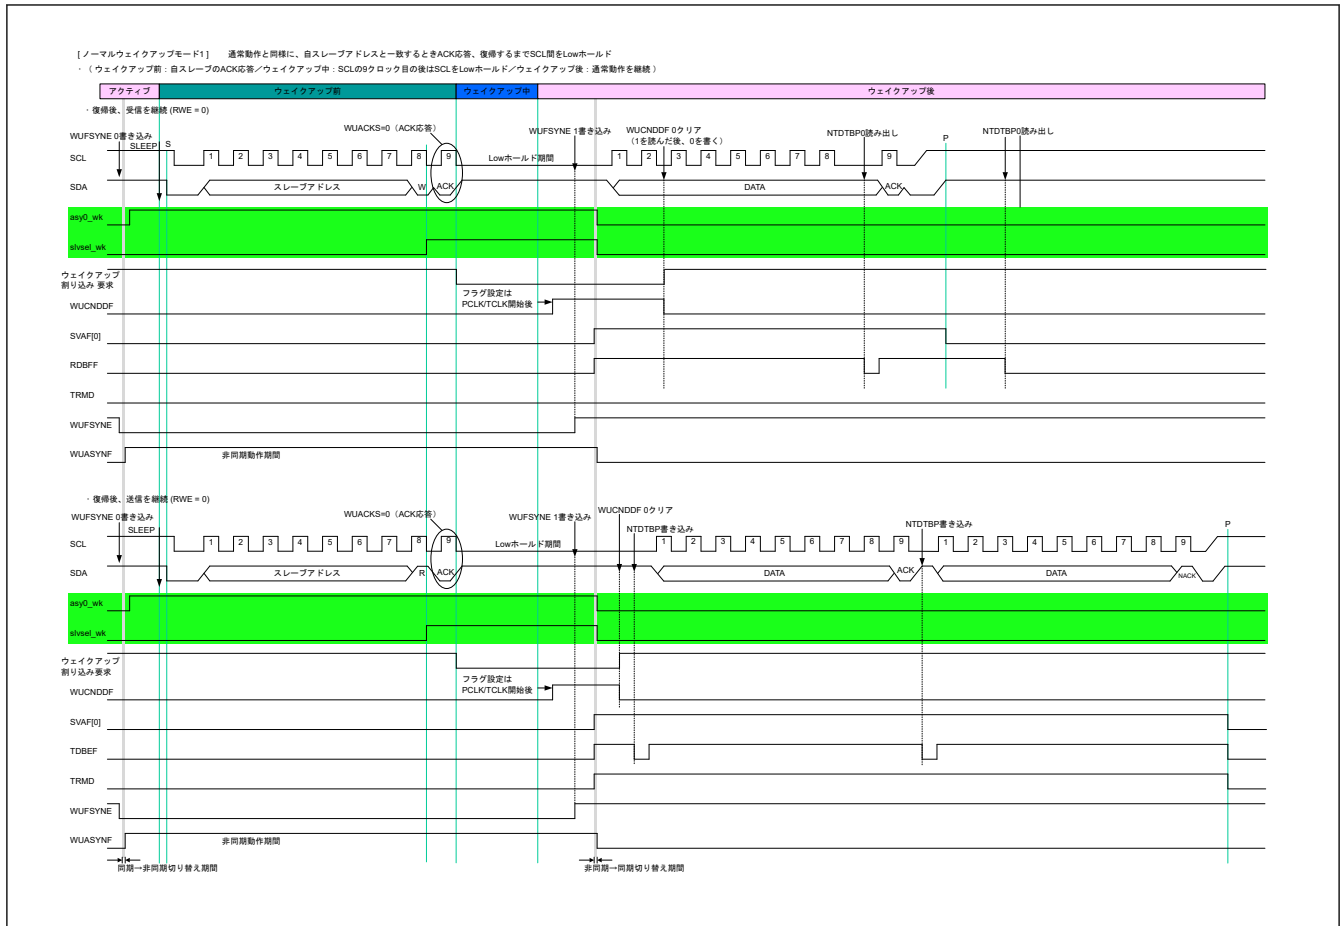 [ ノーマルウェイクアップモード1 ]　　通常動作と同様に、自スレーブアドレスと一致するときACK応答、復帰するまでSCL間をLowホールド
・（ ウェイクアップ前 : 自スレーブのACK応答／ウェイクアップ中 : SCLの9クロック目の後はSCLをLowホールド／ウェイクアップ後 : 通常動作を継続 ）
アクティブ ウェイクアップ前 ウェイクアップ中 ウェイクアップ後
・復帰後、受信を継続 (RWE = 0)
WUFSYNE 0書き込み
SLEEP
S
WUACKS=0（ACK応答）
WUFSYNE 1書き込み
WUCNDDF 0クリア
（1を読んだ後、0を書く）
NTDTBP0読み出し
P
NTDTBP0読み出し
SCL 1 2 3 4 5 6 7 8 9 Lowホールド期間 1 2 3 4 5 6 7 8 9
SDA スレーブアドレス W ACK DATA ACK
asy0_wk
slvsel_wk
ウェイクアップ
割り込み 要求
フラグ設定は
PCLK/TCLK開始後
WUCNDDF
SVAF[0]
RDBFF
TRMD
WUFSYNE
WUASYNF 非同期動作期間
・復帰後、送信を継続 (RWE = 0)
WUFSYNE 0書き込み
SLEEP
WUACKS=0（ACK応答）
WUFSYNE 1書き込み
WUCNDDF 0クリア
NTDTBP書き込み
NTDTBP書き込み
P
SCL 1 2 3 4 5 6 7 8 9 Lowホールド期間 1 2 3 4 5 6 7 8 9 1 2 3 4 5 6 7 8 9
SDA スレーブアドレス R ACK DATA ACK DATA NACK
asy0_wk
slvsel_wk
ウェイクアップ
割り込み要求
フラグ設定は
PCLK/TCLK開始後
WUCNDDF
SVAF[0]
TDBEF
TRMD
WUFSYNE
WUASYNF 非同期動作期間
同期→非同期切り替え期間 非同期→同期切り替え期間